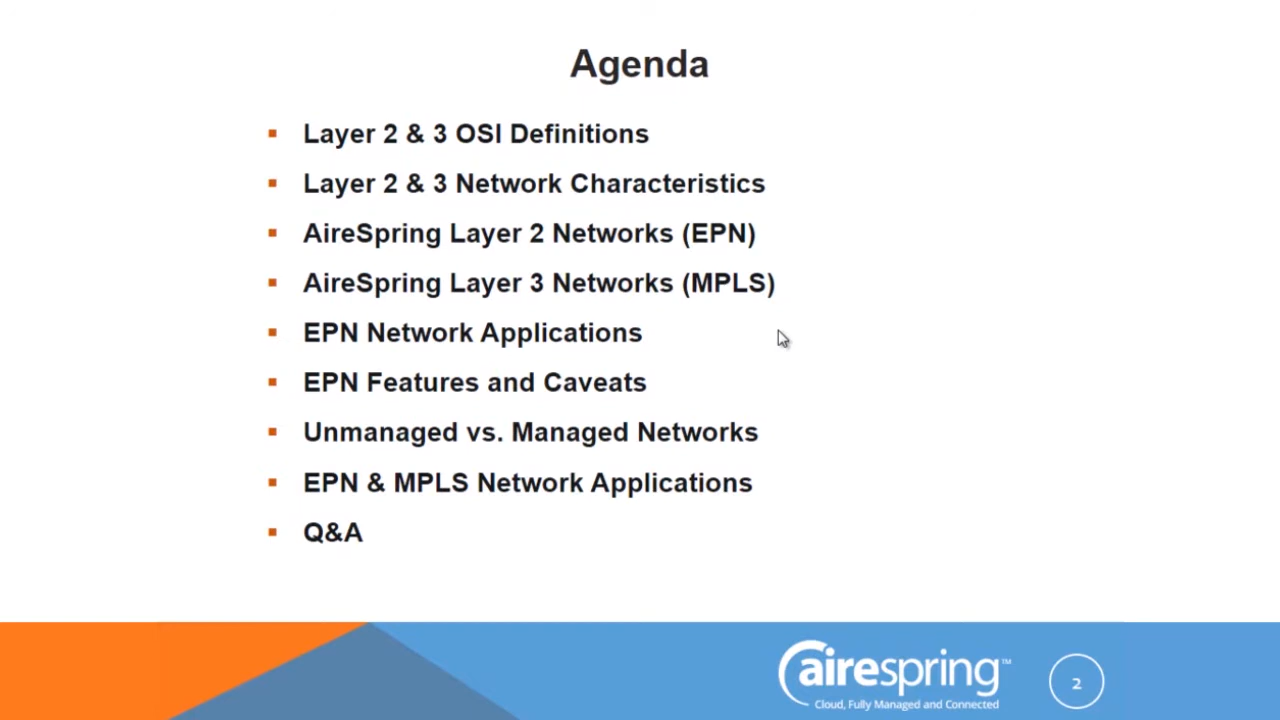 Agenda
Layer 2 & 3 OSI Definitions
Layer 2 & 3 Network Characteristics
AireSpring Layer 2 Networks (EPN)
AireSpring Layer 3 Networks (MPLS)
EPN Network Applications
EPN Features and Caveats
Unmanaged vs. Managed Networks
EPN & MPLS Network Applications
Q&A
airespring™
Cloud, Fully Managed and Connected
2